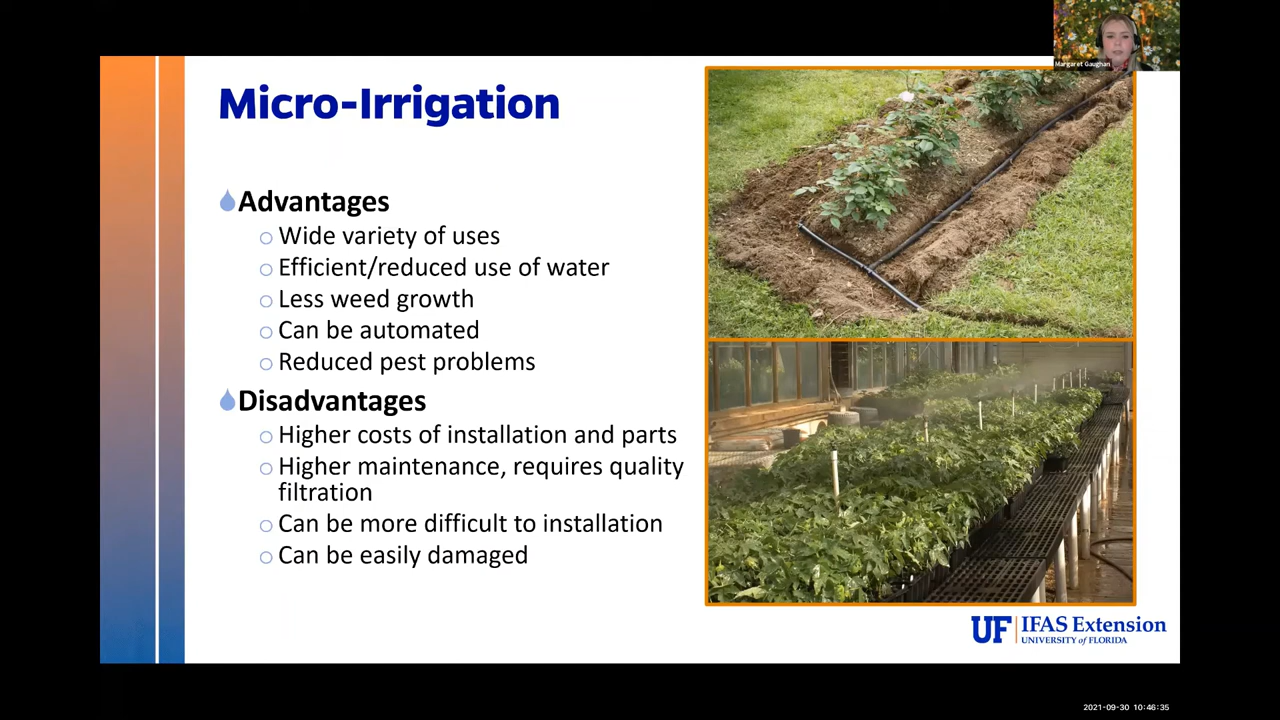 Margaret Gaughan
Micro-Irrigation
Advantages
Wide variety of uses
Efficient/reduced use of water
Less weed growth
Can be automated
Reduced pest problems
Disadvantages
Higher costs of installation and parts
Higher maintenance, requires quality
filtration
Can be more difficult to installation
Can be easily damaged
UF IFAS Extension
UNIVERSITY of FLORIDA
2021-09-30 10:46:35